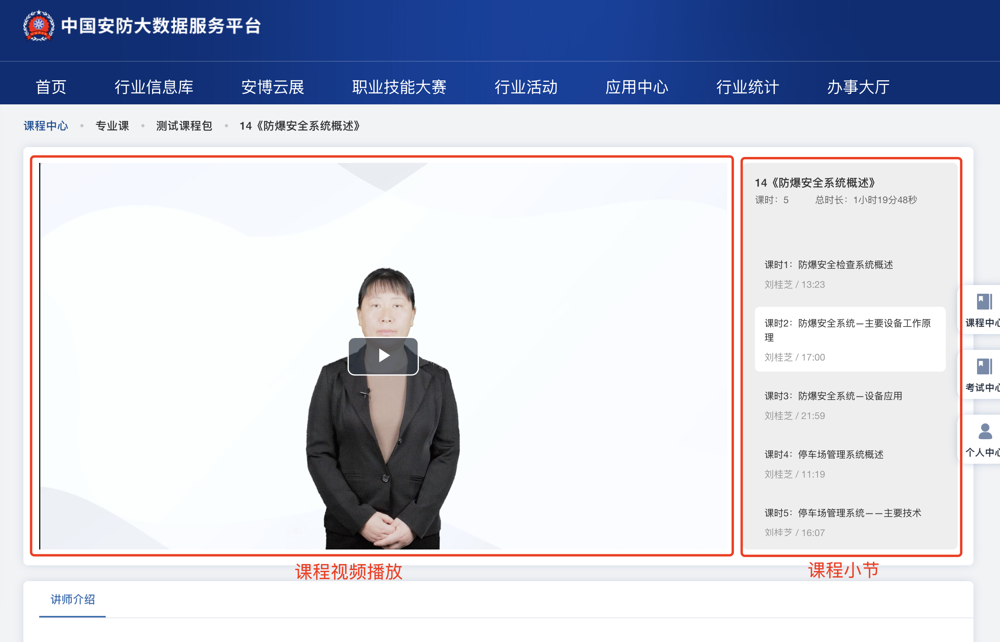 中国安防大数据服务平台
首页 行业信息库 安博云展 职业技能大赛 行业活动 应用中心 行业统计 办事大厅
课程中心 • 专业课 • 测试课程包 • 14《防爆安全系统概述》
14《防爆安全系统概述》
课时：5 总时长：1小时19分48秒
课时1：防爆安全检查系统概述
刘桂芝 / 13:23
课时2：防爆安全系统—主要设备工作原
理
刘桂芝 / 17:00
课时3：防爆安全系统—设备应用
刘桂芝 / 21:59
课时4：停车场管理系统概述
刘桂芝 / 11:19
课时5：停车场管理系统——主要技术
刘桂芝 / 16:07
课程中心
考试中心
个人中心
课程视频播放
课程小节
讲师介绍